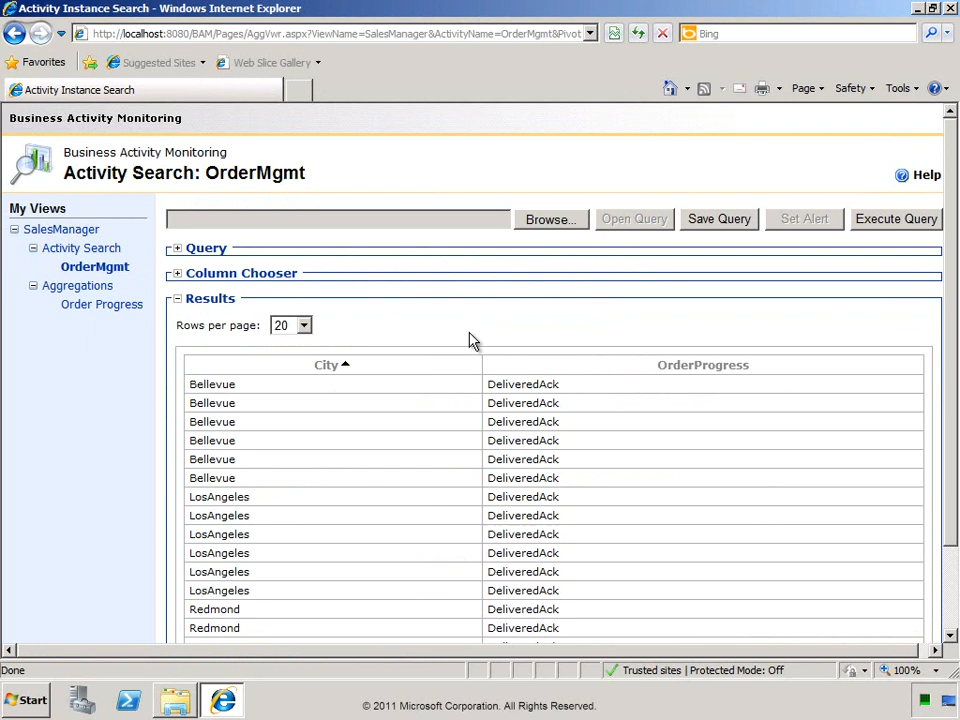 Activity Instance Search - Windows Internet Explorer
http://localhost:8080/BAM/Pages/AggVwr.aspx?ViewName=SalesManager&ActivityName=OrderMgmt&Pivot
Bing
Favorites Suggested Sites Web Slice Gallery
Activity Instance Search
Page Safety Tools
Business Activity Monitoring
Business Activity Monitoring
Activity Search: OrderMgmt
Help
My Views
SalesManager
Activity Search
OrderMgmt
Aggregations
Order Progress
Browse... Open Query Save Query Set Alert Execute Query
Query
Column Chooser
Results
Rows per page: 20
City OrderProgress
Bellevue DeliveredAck
Bellevue DeliveredAck
Bellevue DeliveredAck
Bellevue DeliveredAck
Bellevue DeliveredAck
Bellevue DeliveredAck
LosAngeles DeliveredAck
LosAngeles DeliveredAck
LosAngeles DeliveredAck
LosAngeles DeliveredAck
LosAngeles DeliveredAck
LosAngeles DeliveredAck
Redmond DeliveredAck
Redmond DeliveredAck
Done Trusted sites | Protected Mode: Off 100%
Start
© 2011 Microsoft Corporation. All Rights Reserved.